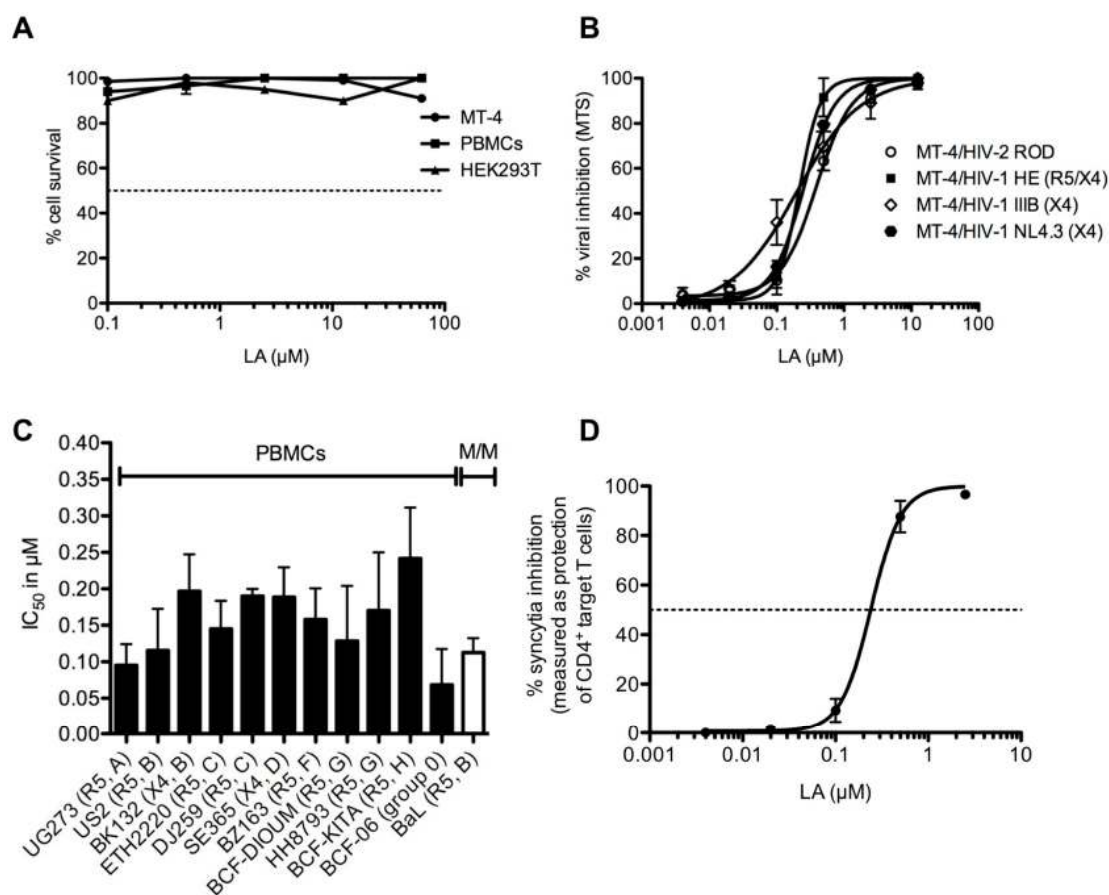 A
100
80
60
40
20
0
% cell survival
MT-4
PBMCs
HEK293T
0.1
1
10
100
LA (µM)
B
100
80
60
40
20
0
% viral inhibition (MTS)
MT-4/HIV-2 ROD
MT-4/HIV-1 HE (R5/X4)
MT-4/HIV-1 IIIB (X4)
MT-4/HIV-1 NL4.3 (X4)
0.001
0.01
0.1
1
10
100
LA (µM)
C
0.40
0.35
0.30
0.25
0.20
0.15
0.10
0.05
0.00
IC50 in µM
PBMCs
M/M
UG273 (R5, A)
US2 (R5, B)
BK132 (X4, B)
ETH2220 (R5, C)
DJ259 (R5, C)
SE365 (X4, D)
BZ163 (R5, F)
BCF-DIOUM (R5, G)
HH8793 (R5, G)
BCF-KITA (R5, H)
BCF-06 (group 0)
BaL (R5, B)
D
100
80
60
40
20
0
% syncytia inhibition
(measured as protection
of CD4+ target T cells)
0.001
0.01
0.1
1
10
LA (µM)